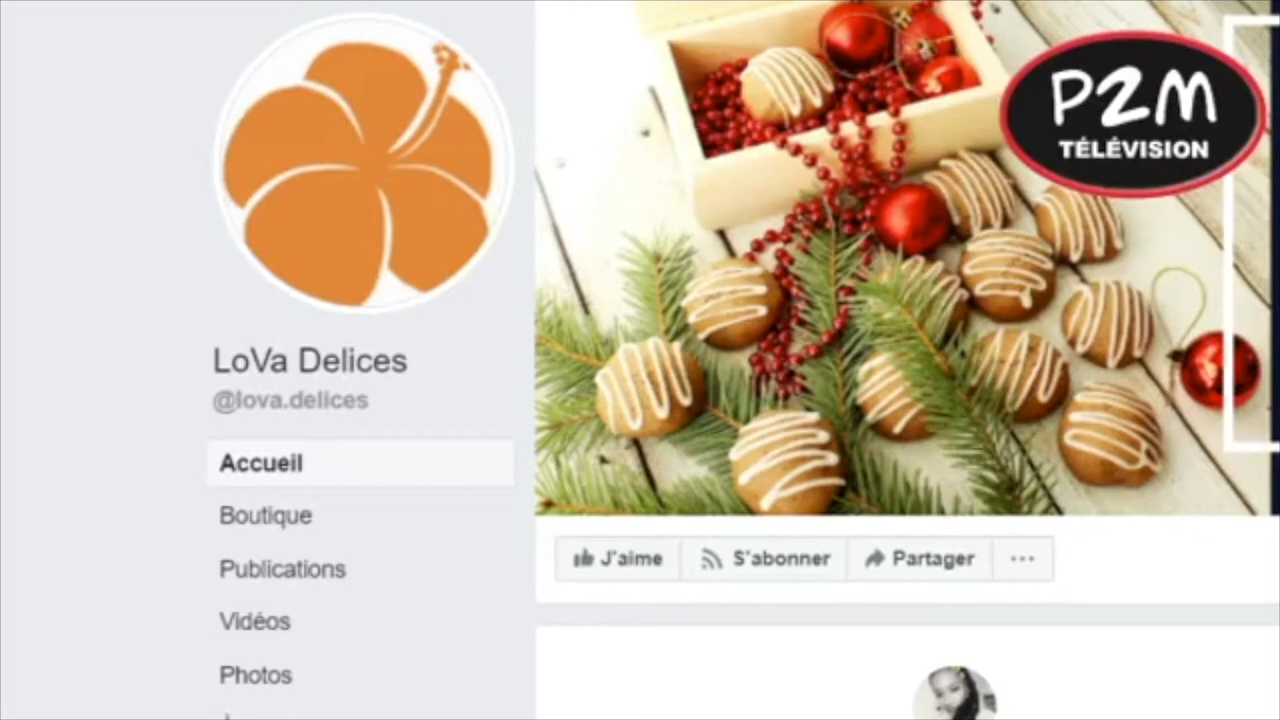 P2M
TÉLÉVISION
LoVa Delices
@lova.delices
Accueil
Boutique
Publications
Vidéos
Photos
J'aime
S'abonner
Partager